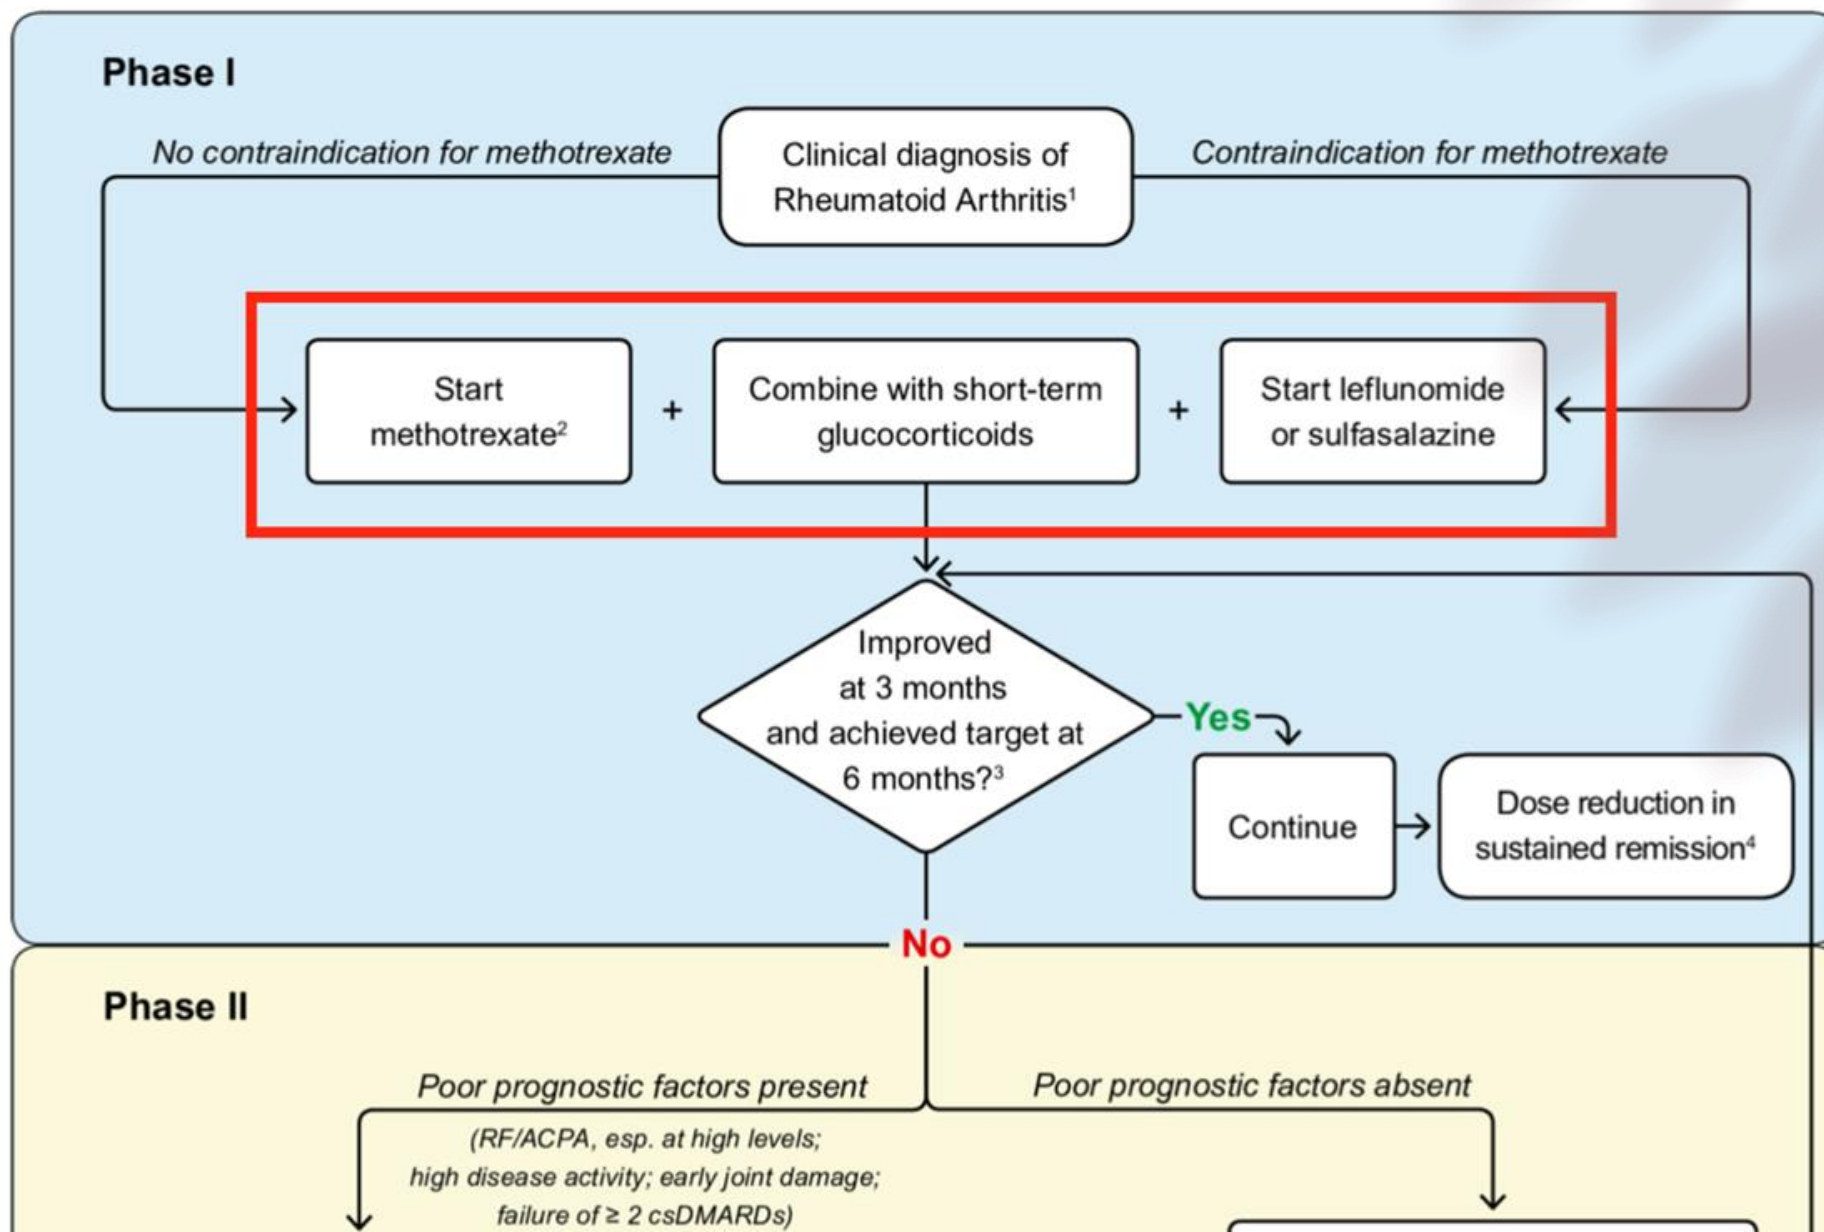 Phase I
No contraindication for methotrexate
Clinical diagnosis of
Rheumatoid Arthritis¹
Contraindication for methotrexate
Start
methotrexate²
+
Combine with short-term
glucocorticoids
+
Start leflunomide
or sulfasalazine
Improved
at 3 months
and achieved target at
6 months?³
Yes
Continue
Dose reduction in
sustained remission⁴
No
Phase II
Poor prognostic factors present
(RF/ACPA, esp. at high levels;
high disease activity; early joint damage;
failure of ≥ 2 csDMARDs)
Poor prognostic factors absent